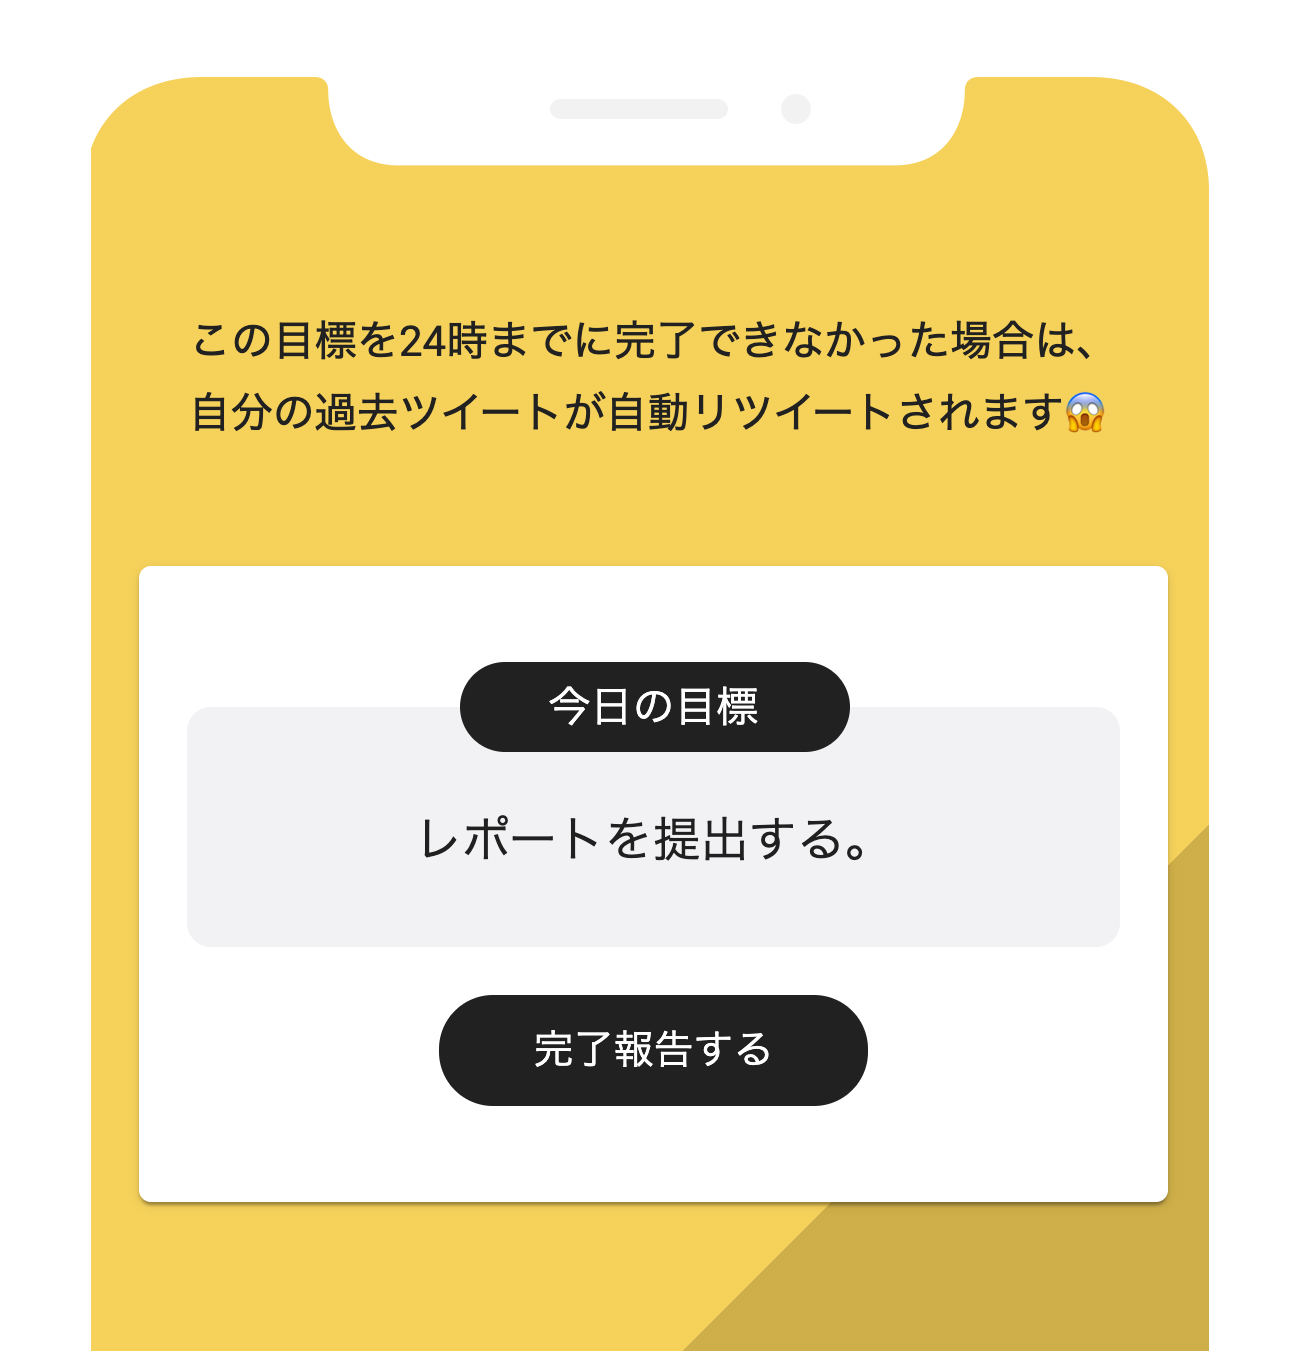 この目標を24時までに完了できなかった場合は、
自分の過去ツイートが自動リツイートされます😱
今日の目標
レポートを提出する。
完了報告する